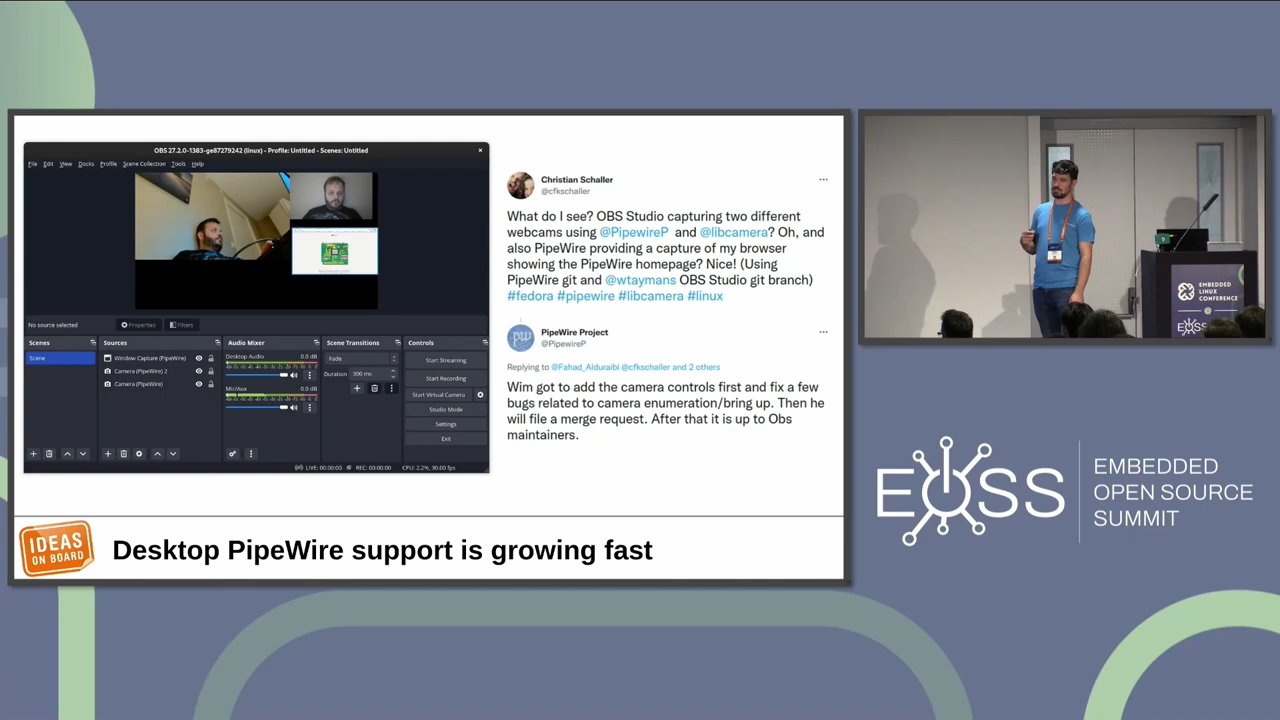 OBS 27.2.0-1383-ge87279242 (linux) - Profile: Untitled - Scenes: Untitled
File Edit View Docks Profile Scene Collection Tools Help
No source selected
Properties
Filters
Scenes
Scene
Sources
Window Capture (PipeWire)
Camera (PipeWire) 2
Camera (PipeWire)
Audio Mixer
Desktop Audio 0.0 dB
Mic/Aux 0.0 dB
Scene Transitions
Fade
Duration 300 ms
Controls
Start Streaming
Start Recording
Start Virtual Camera
Studio Mode
Settings
Exit
LIVE: 00:00:00 REC: 00:00:00 CPU: 2.2%, 30.00 fps
Christian Schaller
@cfkschaller
What do I see? OBS Studio capturing two different
webcams using @PipewireP and @libcamera? Oh, and
also PipeWire providing a capture of my browser
showing the PipeWire homepage? Nice! (Using
PipeWire git and @wtaymans OBS Studio git branch)
#fedora #pipewire #libcamera #linux
PipeWire Project
@PipewireP
Replying to @Fahad_Alduraibi @cfkschaller and 2 others
Wim got to add the camera controls first and fix a few
bugs related to camera enumeration/bring up. Then he
will file a merge request. After that it is up to Obs
maintainers.
IDEAS
ON BOARD
Desktop PipeWire support is growing fast
EMBEDDED
LINUX
CONFERENCE
EOSS
EOSS
EMBEDDED
OPEN SOURCE
SUMMIT